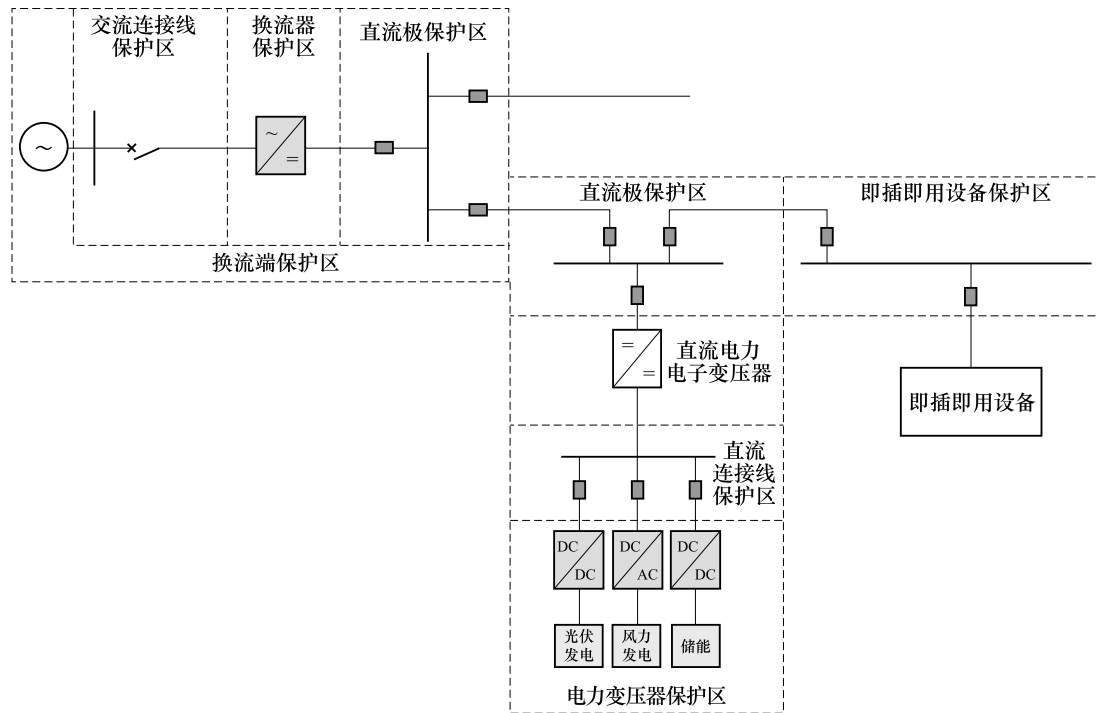 交流连接线
保护区
换流器
保护区
直流极保护区
~
~
=
换流端保护区
直流极保护区
即插即用设备保护区
=
=
直流电力
电子变压器
即插即用设备
直流
连接线
保护区
DC
DC
DC
AC
DC
DC
光伏
发电
风力
发电
储能
电力变压器保护区